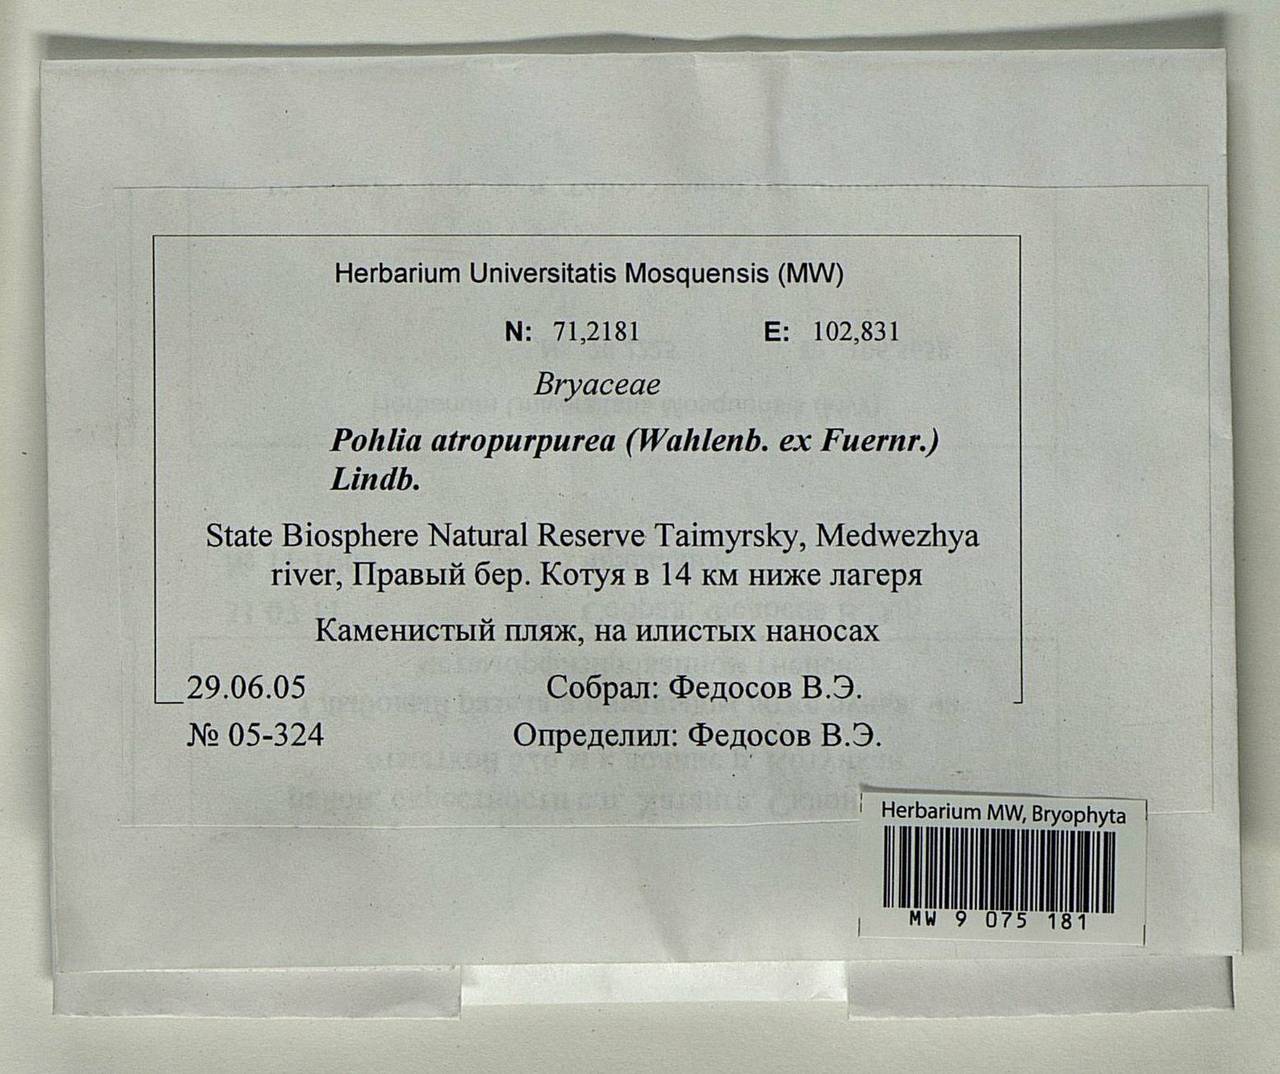 Herbarium Universitatis Mosquensis (MW)
N: 71,2181 E: 102,831
Bryaceae
Pohlia atropurpurea (Wahlenb. ex Fuernr.)
Lindb.
State Biosphere Natural Reserve Taimyrsky, Medwezhya
river, Правый бер. Котуя в 14 км ниже лагеря
Каменистый пляж, на илистых наносах
29.06.05 Собрал: Федосов В.Э.
№ 05-324 Определил: Федосов В.Э.
Herbarium MW, Bryophyta
MW 9 075 181